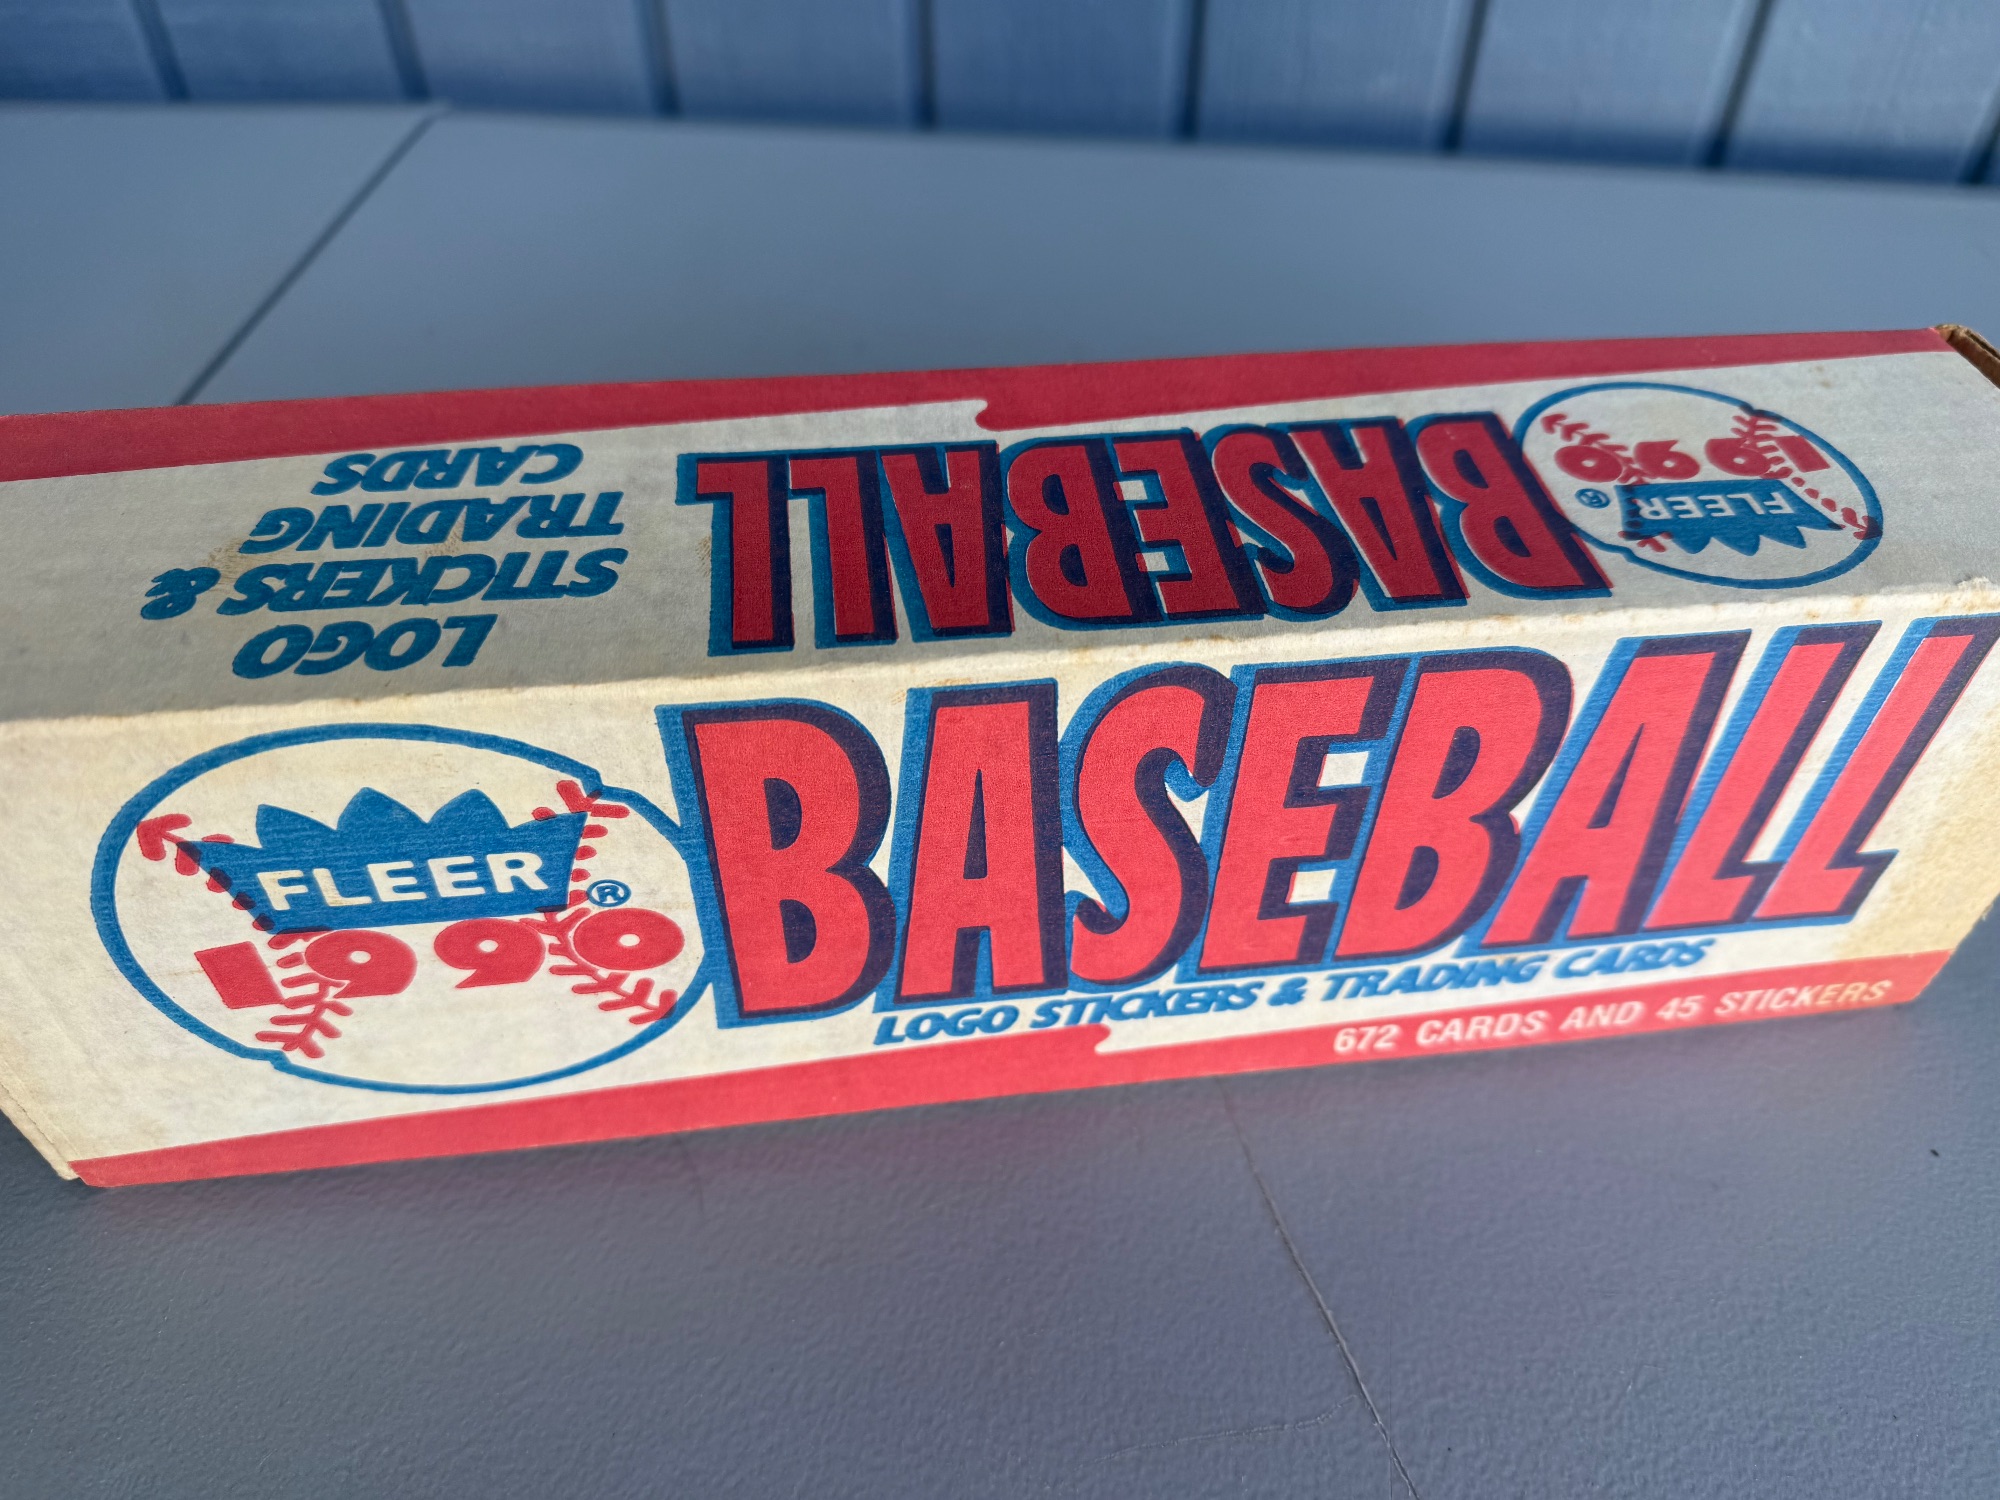 BASEBALL
FLEER®
1990
LOGO
STICKERS &
TRADING
CARDS
BASEBALL
FLEER®
1990
LOGO STICKERS & TRADING CARDS
672 CARDS AND 45 STICKERS